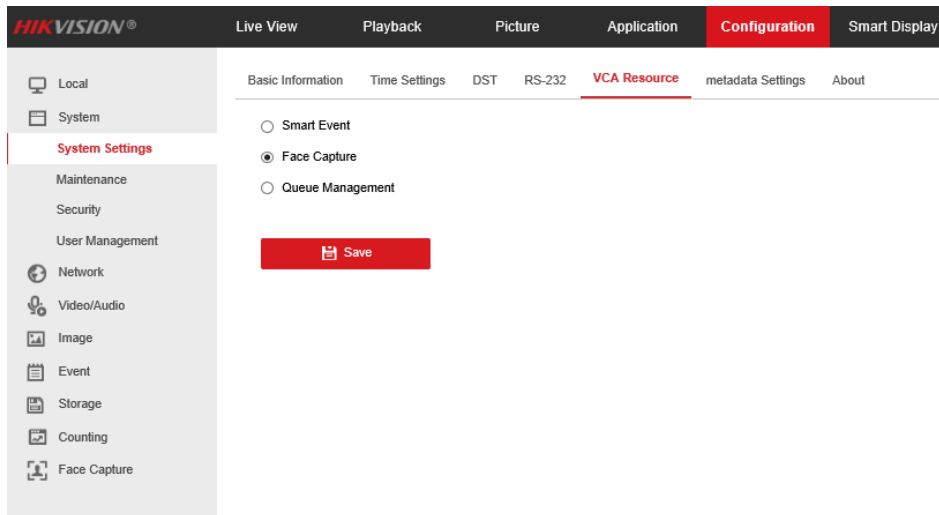 HIKVISION® Live View Playback Picture Application Configuration Smart Display
Basic Information Time Settings DST RS-232 VCA Resource metadata Settings About
Local
System
System Settings
Maintenance
Security
User Management
Network
Video/Audio
Image
Event
Storage
Counting
Face Capture
Smart Event
Face Capture
Queue Management
Save